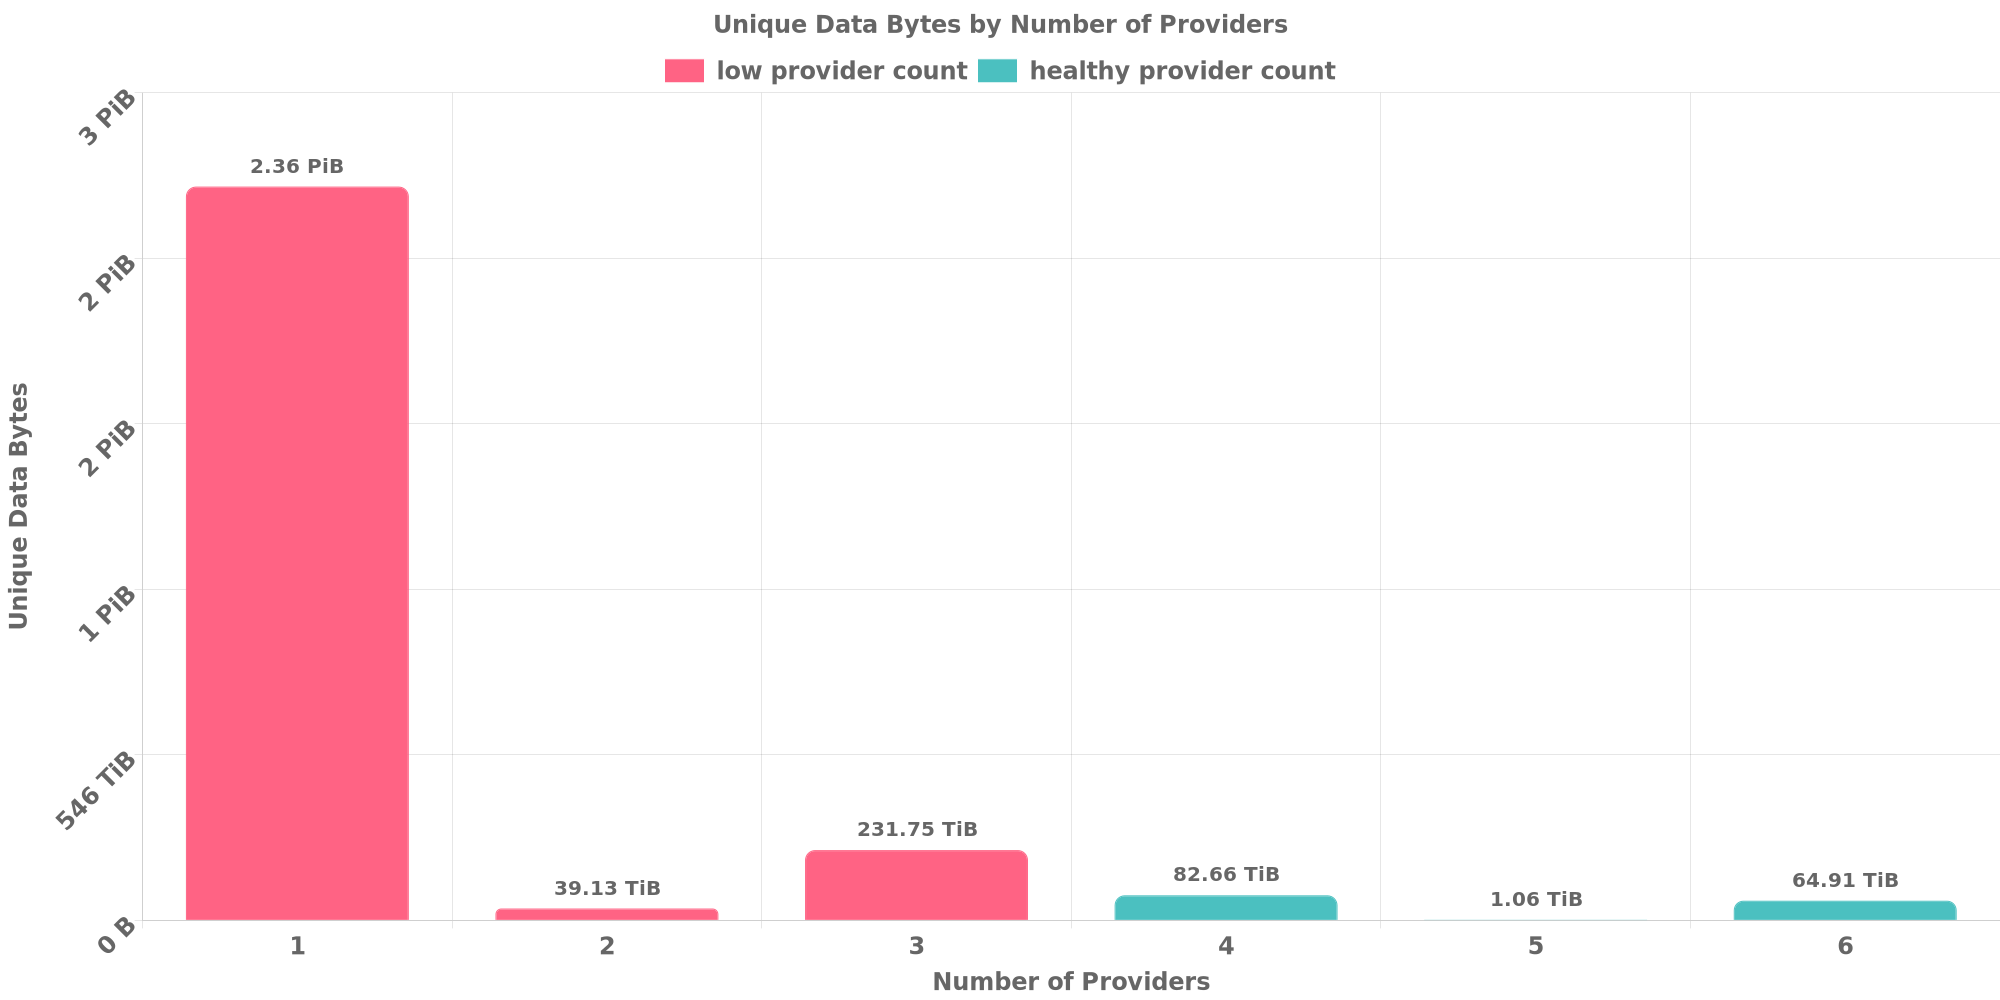 Unique Data Bytes by Number of Providers
low provider count healthy provider count
3 PiB
2 PiB
2 PiB
1 PiB
546 TiB
0 B
Unique Data Bytes
2.36 PiB
39.13 TiB
231.75 TiB
82.66 TiB
1.06 TiB
64.91 TiB
1 2 3 4 5 6
Number of Providers